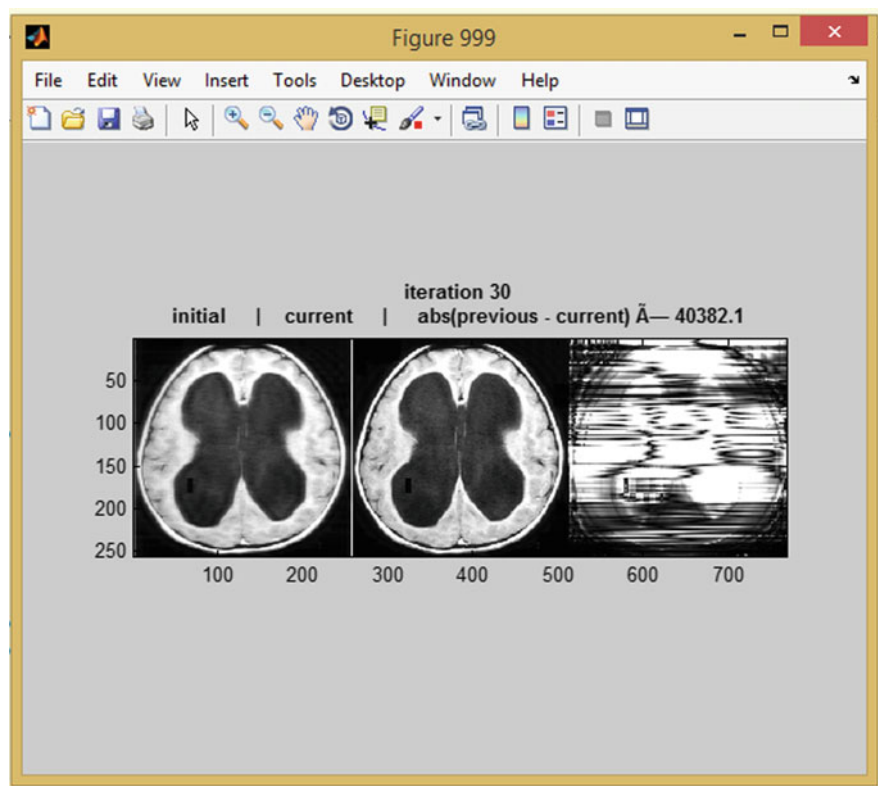 Figure 999
File Edit View Insert Tools Desktop Window Help
iteration 30
initial | current | abs(previous - current) Ã— 40382.1
50
100
150
200
250
100 200 300 400 500 600 700